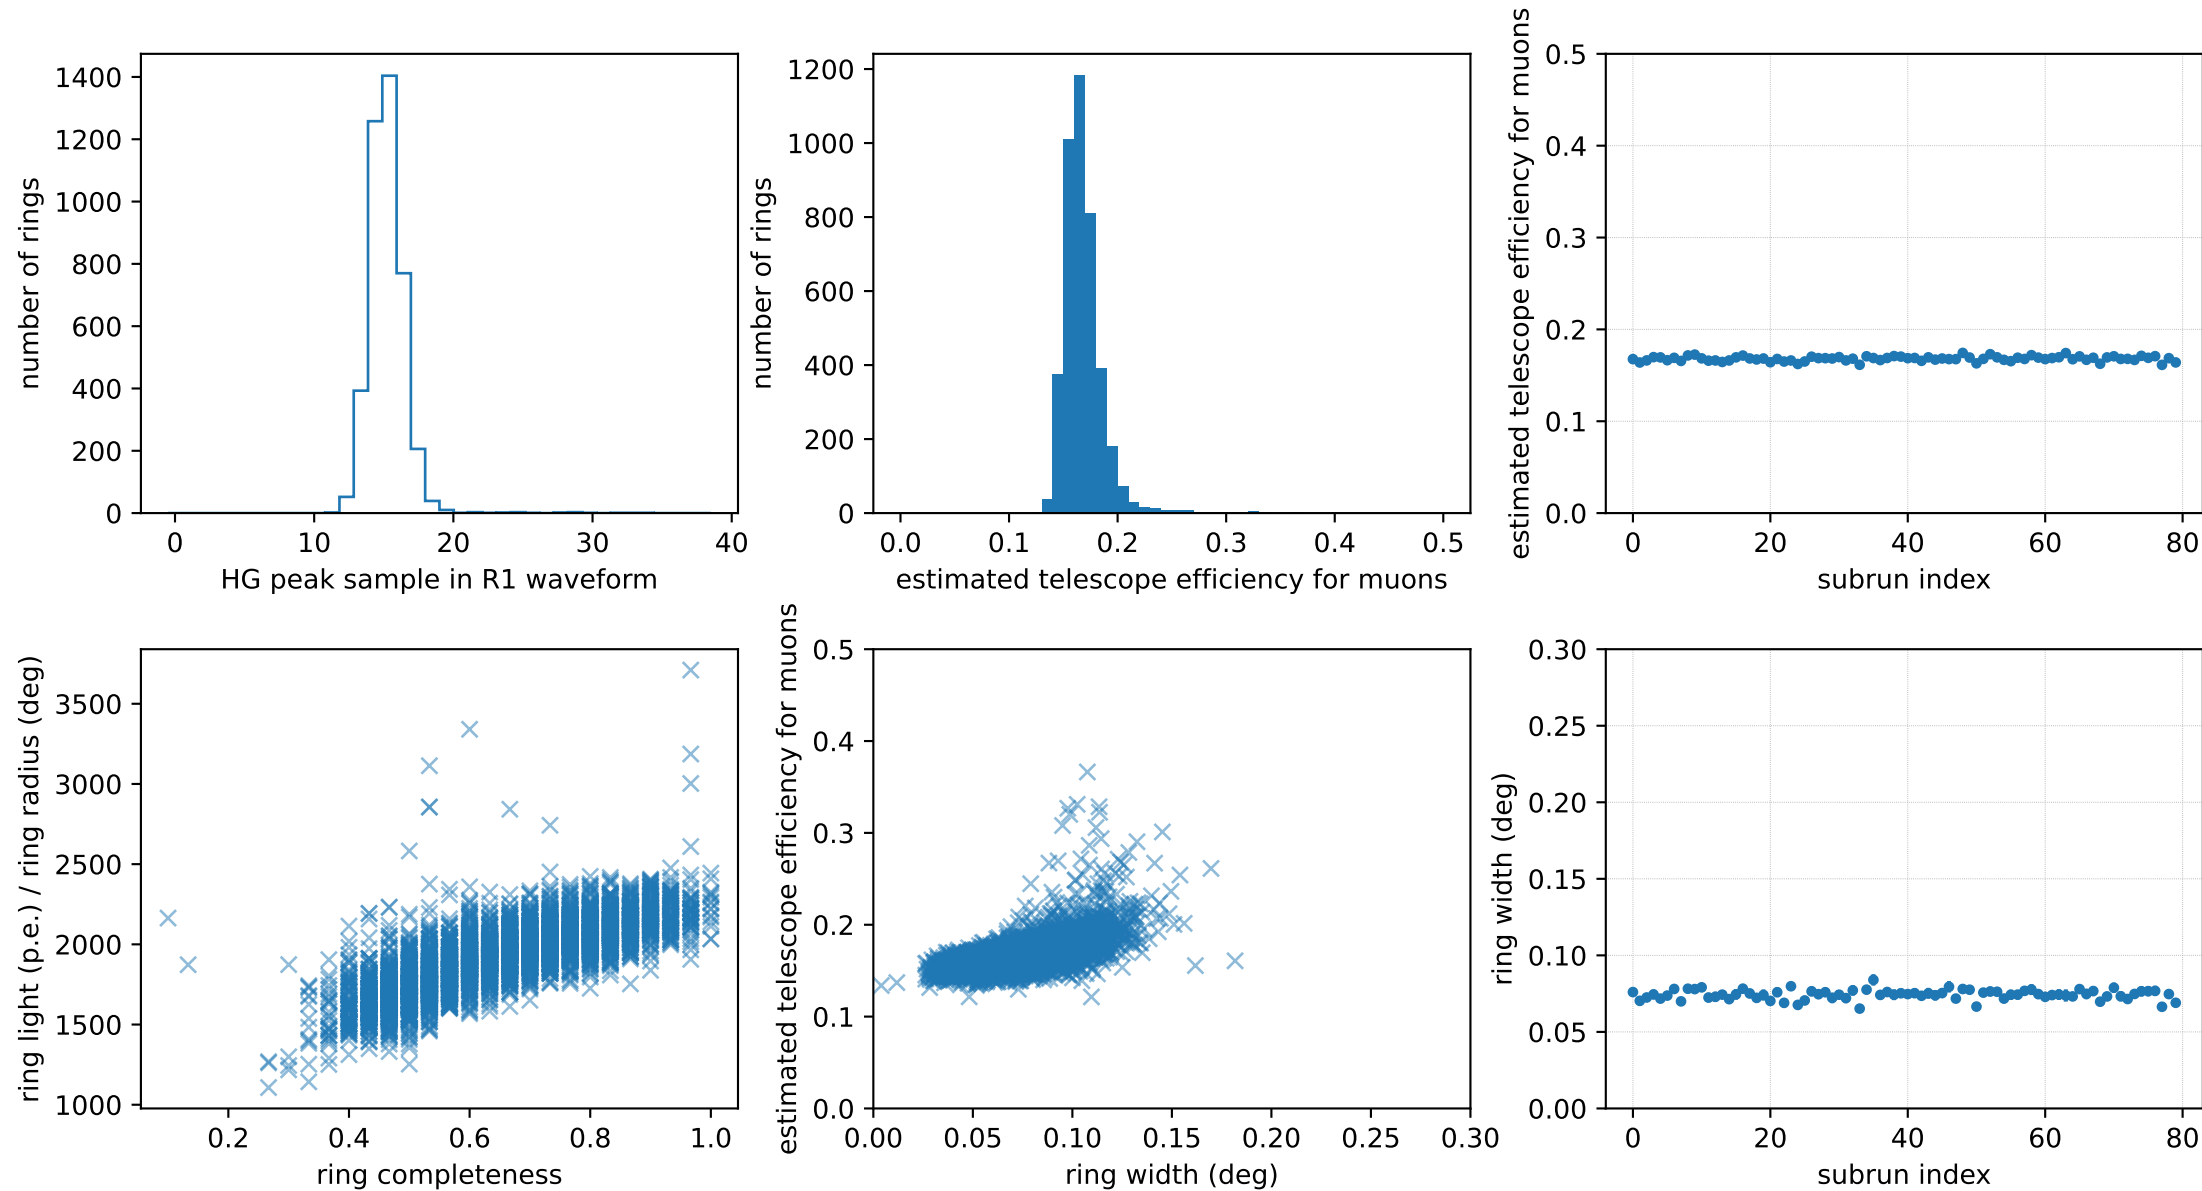 number of rings
1400
1200
1000
800
600
400
200
0
0 10 20 30 40
HG peak sample in R1 waveform
number of rings
1200
1000
800
600
400
200
0
0.0 0.1 0.2 0.3 0.4 0.5
estimated telescope efficiency for muons
estimated telescope efficiency for muons
0.5
0.4
0.3
0.2
0.1
0.0
0 20 40 60 80
subrun index
ring light (p.e.) / ring radius (deg)
3500
3000
2500
2000
1500
1000
0.2 0.4 0.6 0.8 1.0
ring completeness
estimated telescope efficiency for muons
0.5
0.4
0.3
0.2
0.1
0.0
0.00 0.05 0.10 0.15 0.20 0.25 0.30
ring width (deg)
ring width (deg)
0.30
0.25
0.20
0.15
0.10
0.05
0.00
0 20 40 60 80
subrun index